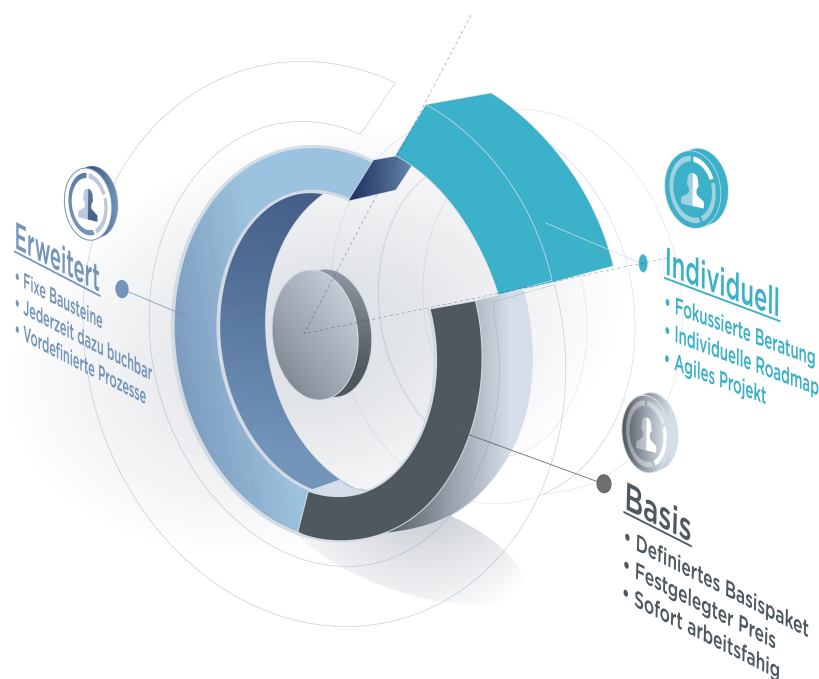 Erweitert
• Fixe Bausteine
• Jederzeit dazu buchbar
• Vordefinierte Prozesse
Individuell
• Fokussierte Beratung
• Individuelle Roadmap
• Agiles Projekt
Basis
• Definiertes Basispaket
• Festgelegter Preis
• Sofort arbeitsfahig